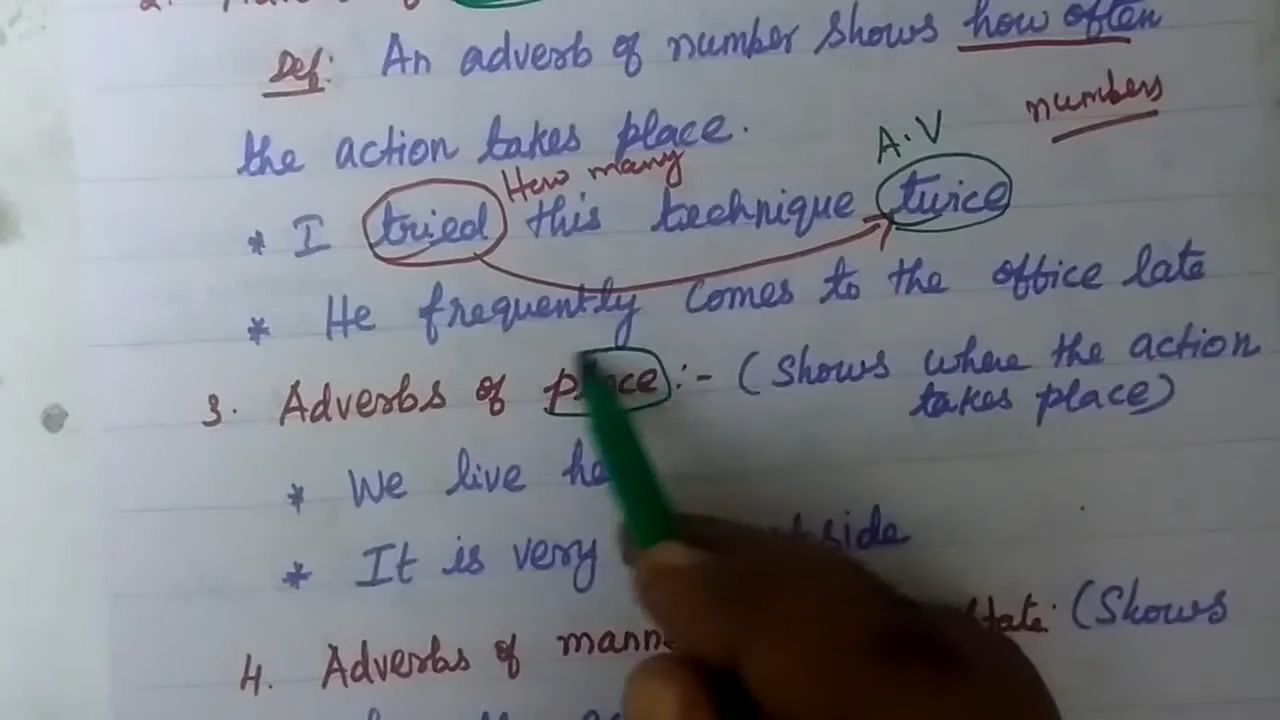 Def: An adverb of number shows how often
numbers
the action takes place.
A.V
How many
* I tried this technique twice
* He frequently comes to the office late
3. Adverbs of place :- (Shows where the action
takes place)
* We live
* It is very
4. Adverbs of state: (Shows